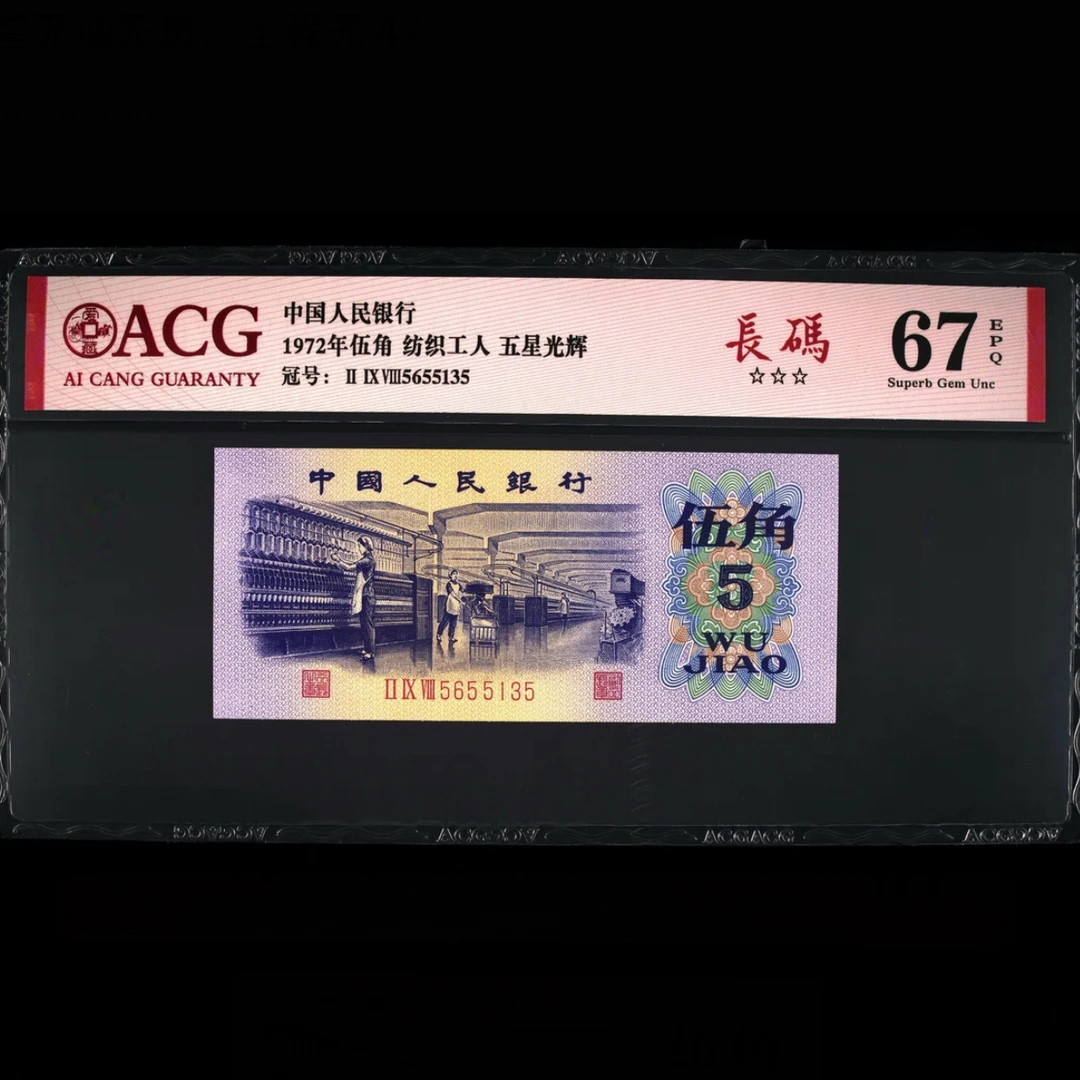 ACG
AI CANG GUARANTY
中国人民银行
1972年伍角 纺织工人 五星光辉
冠号: Ⅱ Ⅸ Ⅷ5655135
長碼
☆☆☆
67
EPQ
Superb Gem Unc
中國人民銀行
伍角
5
WU
JIAO
Ⅱ Ⅸ Ⅷ 5655135